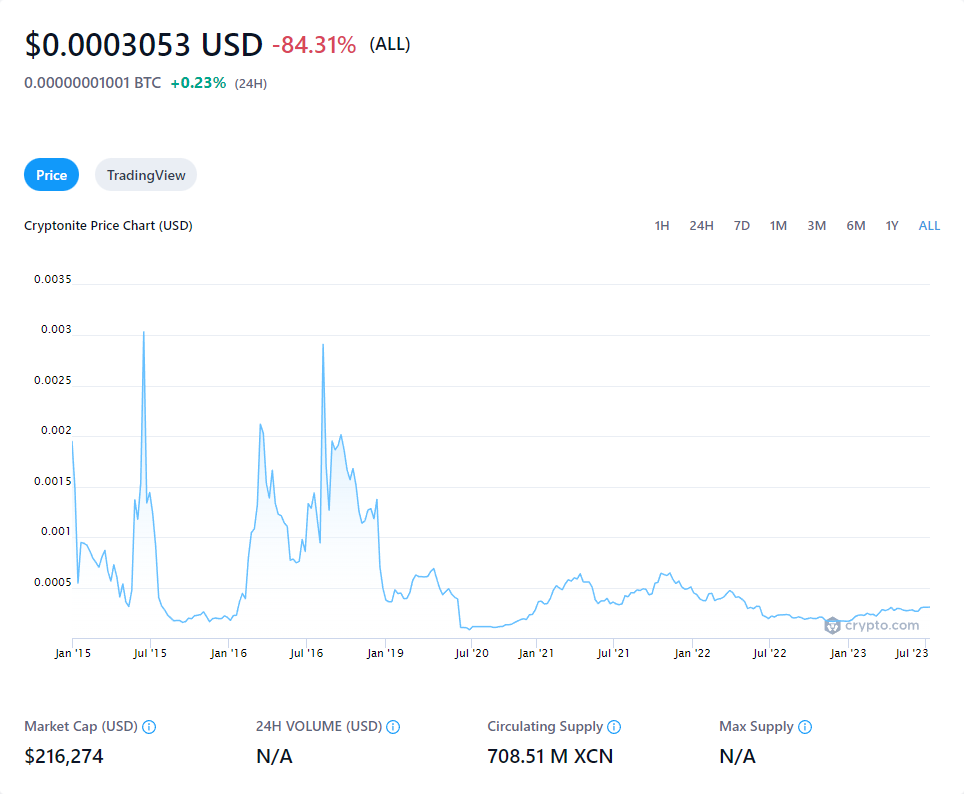 $0.0003053 USD -84.31% (ALL)
0.00000001001 BTC +0.23% (24H)
Price TradingView
Cryptonite Price Chart (USD) 1H 24H 7D 1M 3M 6M 1Y ALL
0.0035
0.003
0.0025
0.002
0.0015
0.001
0.0005
crypto.com
Jan '15 Jul '15 Jan '16 Jul '16 Jan '19 Jul '20 Jan '21 Jul '21 Jan '22 Jul '22 Jan '23 Jul '23
Market Cap (USD) 24H VOLUME (USD) Circulating Supply Max Supply
$216,274 N/A 708.51 M XCN N/A